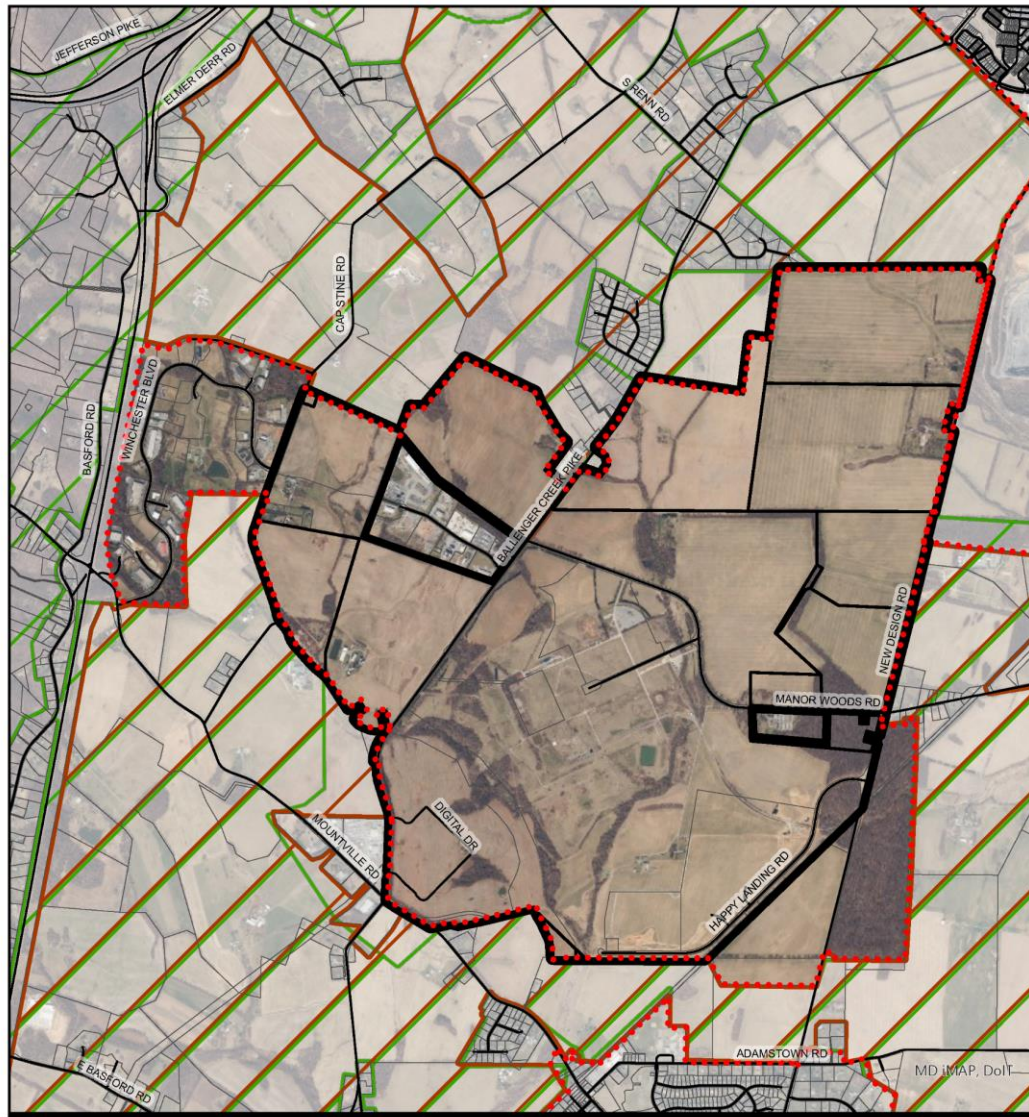 JEFFERSON PIKE
ELMER DERR RD
S RENN RD
CAP STINE RD
BASFORD RD
WINCHESTER BLVD
BALLENGER CREEK PIKE
NEW DESIGN RD
MANOR WOODS RD
DIGITAL DR
MOUNTVILLE RD
HAPPY LANDING RD
ADAMSTOWN RD
E BASFORD RD
MD iMAP, DoIT